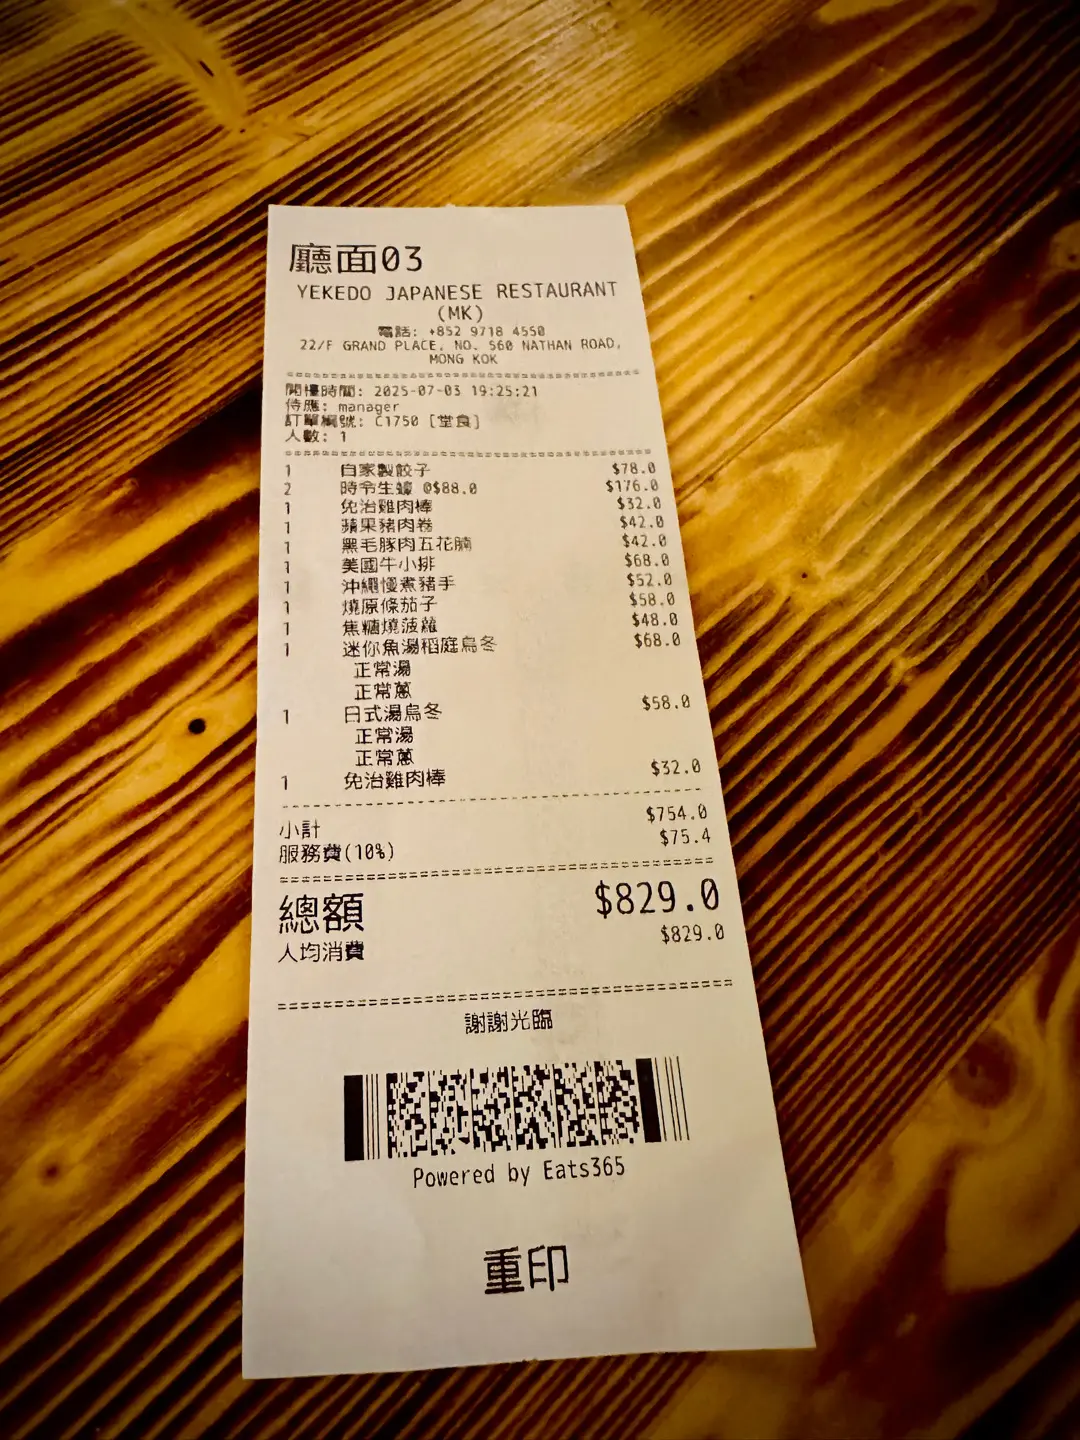 廳面03
YEKEDO JAPANESE RESTAURANT
(MK)
電話: +852 9718 4550
22/F GRAND PLACE, NO. 560 NATHAN ROAD,
MONG KOK
開檯時間: 2025-07-03 19:25:21
侍應: manager
訂單編號: C1750 [堂食]
人數: 1
1 自家製餃子 $78.0
2 時令生蠔 @$88.0 $176.0
1 免治雞肉棒 $32.0
1 蘋果豬肉卷 $42.0
1 黑毛豚肉五花腩 $42.0
1 美國牛小排 $68.0
1 沖繩慢煮豬手 $52.0
1 燒原條茄子 $58.0
1 焦糖燒菠蘿 $48.0
1 迷你魚湯稻庭烏冬 $68.0
正常湯
正常蔥
1 日式湯烏冬 $58.0
正常湯
正常蔥
1 免治雞肉棒 $32.0
小計 $754.0
服務費(10%) $75.4
總額 $829.0
人均消費 $829.0
謝謝光臨
Powered by Eats365
重印